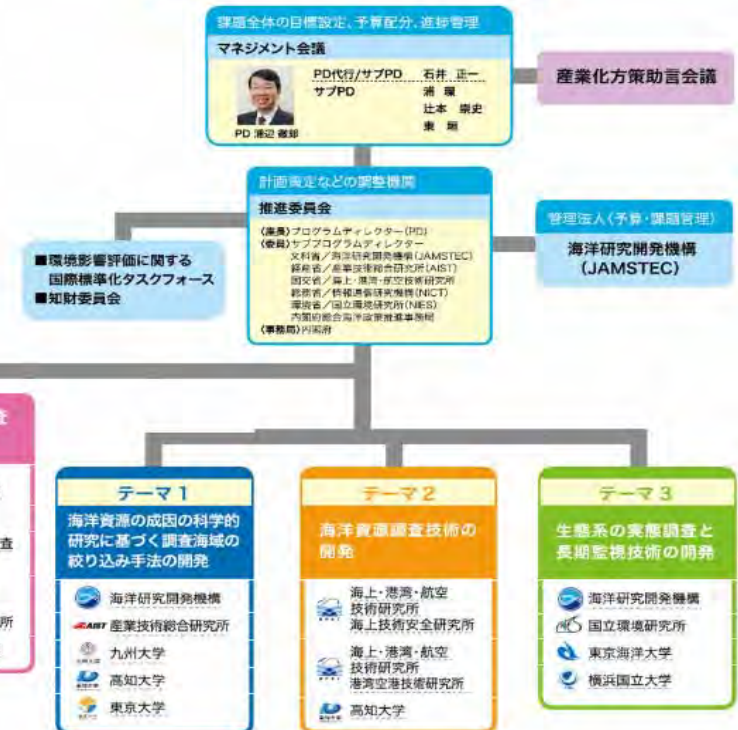 課題全体の目標設定、予算配分、進捗管理
マネジメント会議
PD代行/サブPD 石井 正一
サブPD 浦 環
辻本 崇史
東 垣
PD 浦辺 徹郎
産業化方策助言会議
計画策定などの調整機関
推進委員会
〈座長〉プログラムディレクター(PD)
〈委員〉サブプログラムディレクター
文科省/海洋研究開発機構(JAMSTEC)
経産省/産業技術総合研究所(AIST)
国交省/海上・港湾・航空技術研究所
総務省/情報通信研究機構(NICT)
環境省/国立環境研究所(NIES)
内閣府総合海洋政策推進事務局
〈事務局〉内閣府
管理法人(予算・課題管理)
海洋研究開発機構
(JAMSTEC)
■環境影響評価に関する
国際標準化タスクフォース
■知財委員会
査
査
所
テーマ 1
海洋資源の成因の科学的
研究に基づく調査海域の
絞り込み手法の開発
海洋研究開発機構
AIST 産業技術総合研究所
九州大学
高知大学
東京大学
テーマ 2
海洋資源調査技術の
開発
海上・港湾・航空
技術研究所
海上技術安全研究所
海上・港湾・航空
技術研究所
港湾空港技術研究所
高知大学
テーマ 3
生態系の実態調査と
長期監視技術の開発
海洋研究開発機構
国立環境研究所
東京海洋大学
横浜国立大学